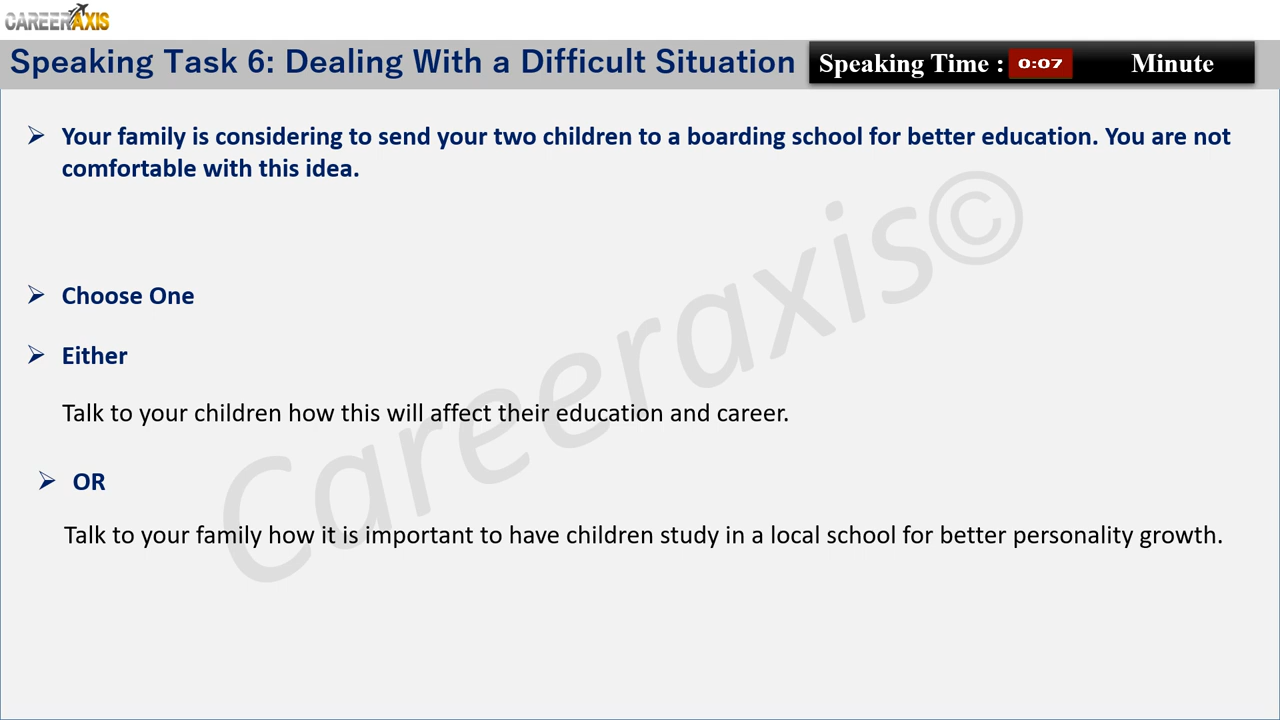 CAREERAXIS
Speaking Task 6: Dealing With a Difficult Situation
Speaking Time : 0:07 Minute
Your family is considering to send your two children to a boarding school for better education. You are not
comfortable with this idea.
Choose One
Either
Talk to your children how this will affect their education and career.
OR
Talk to your family how it is important to have children study in a local school for better personality growth.
Careeraxis©